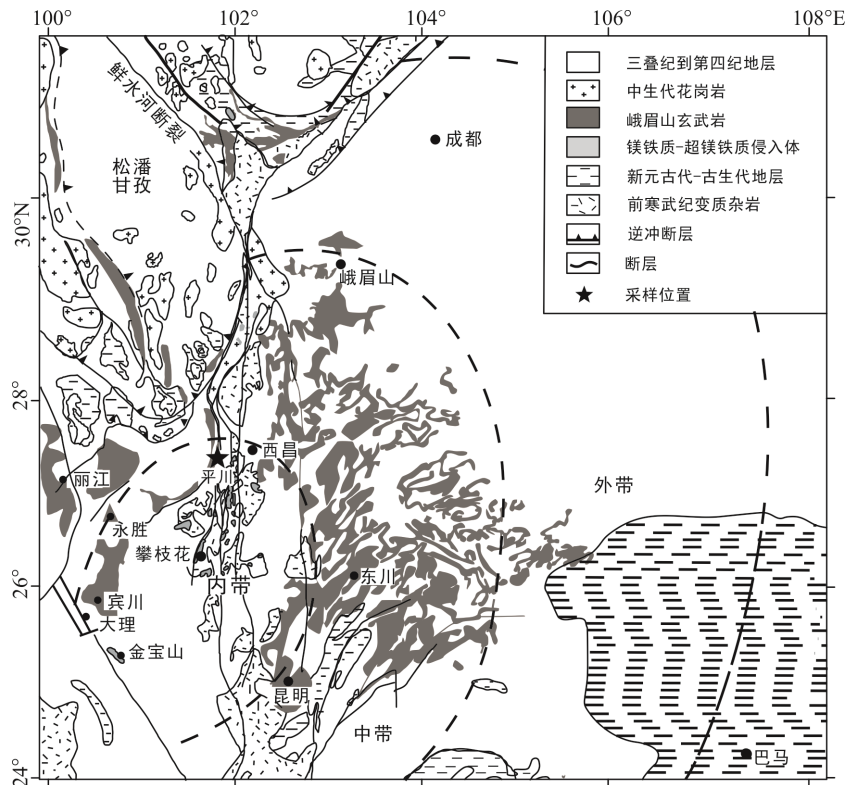 100°
102°
104°
106°
108°E
30°N
28°
26°
24°
三叠纪到第四纪地层
中生代花岗岩
峨眉山玄武岩
镁铁质-超镁铁质侵入体
新元古代-古生代地层
前寒武纪变质杂岩
逆冲断层
断层
采样位置
鲜水河断裂
松潘
甘孜
成都
峨眉山
西昌
平川
丽江
永胜
攀枝花
内带
外带
东川
宾川
大理
金宝山
昆明
中带
巴马